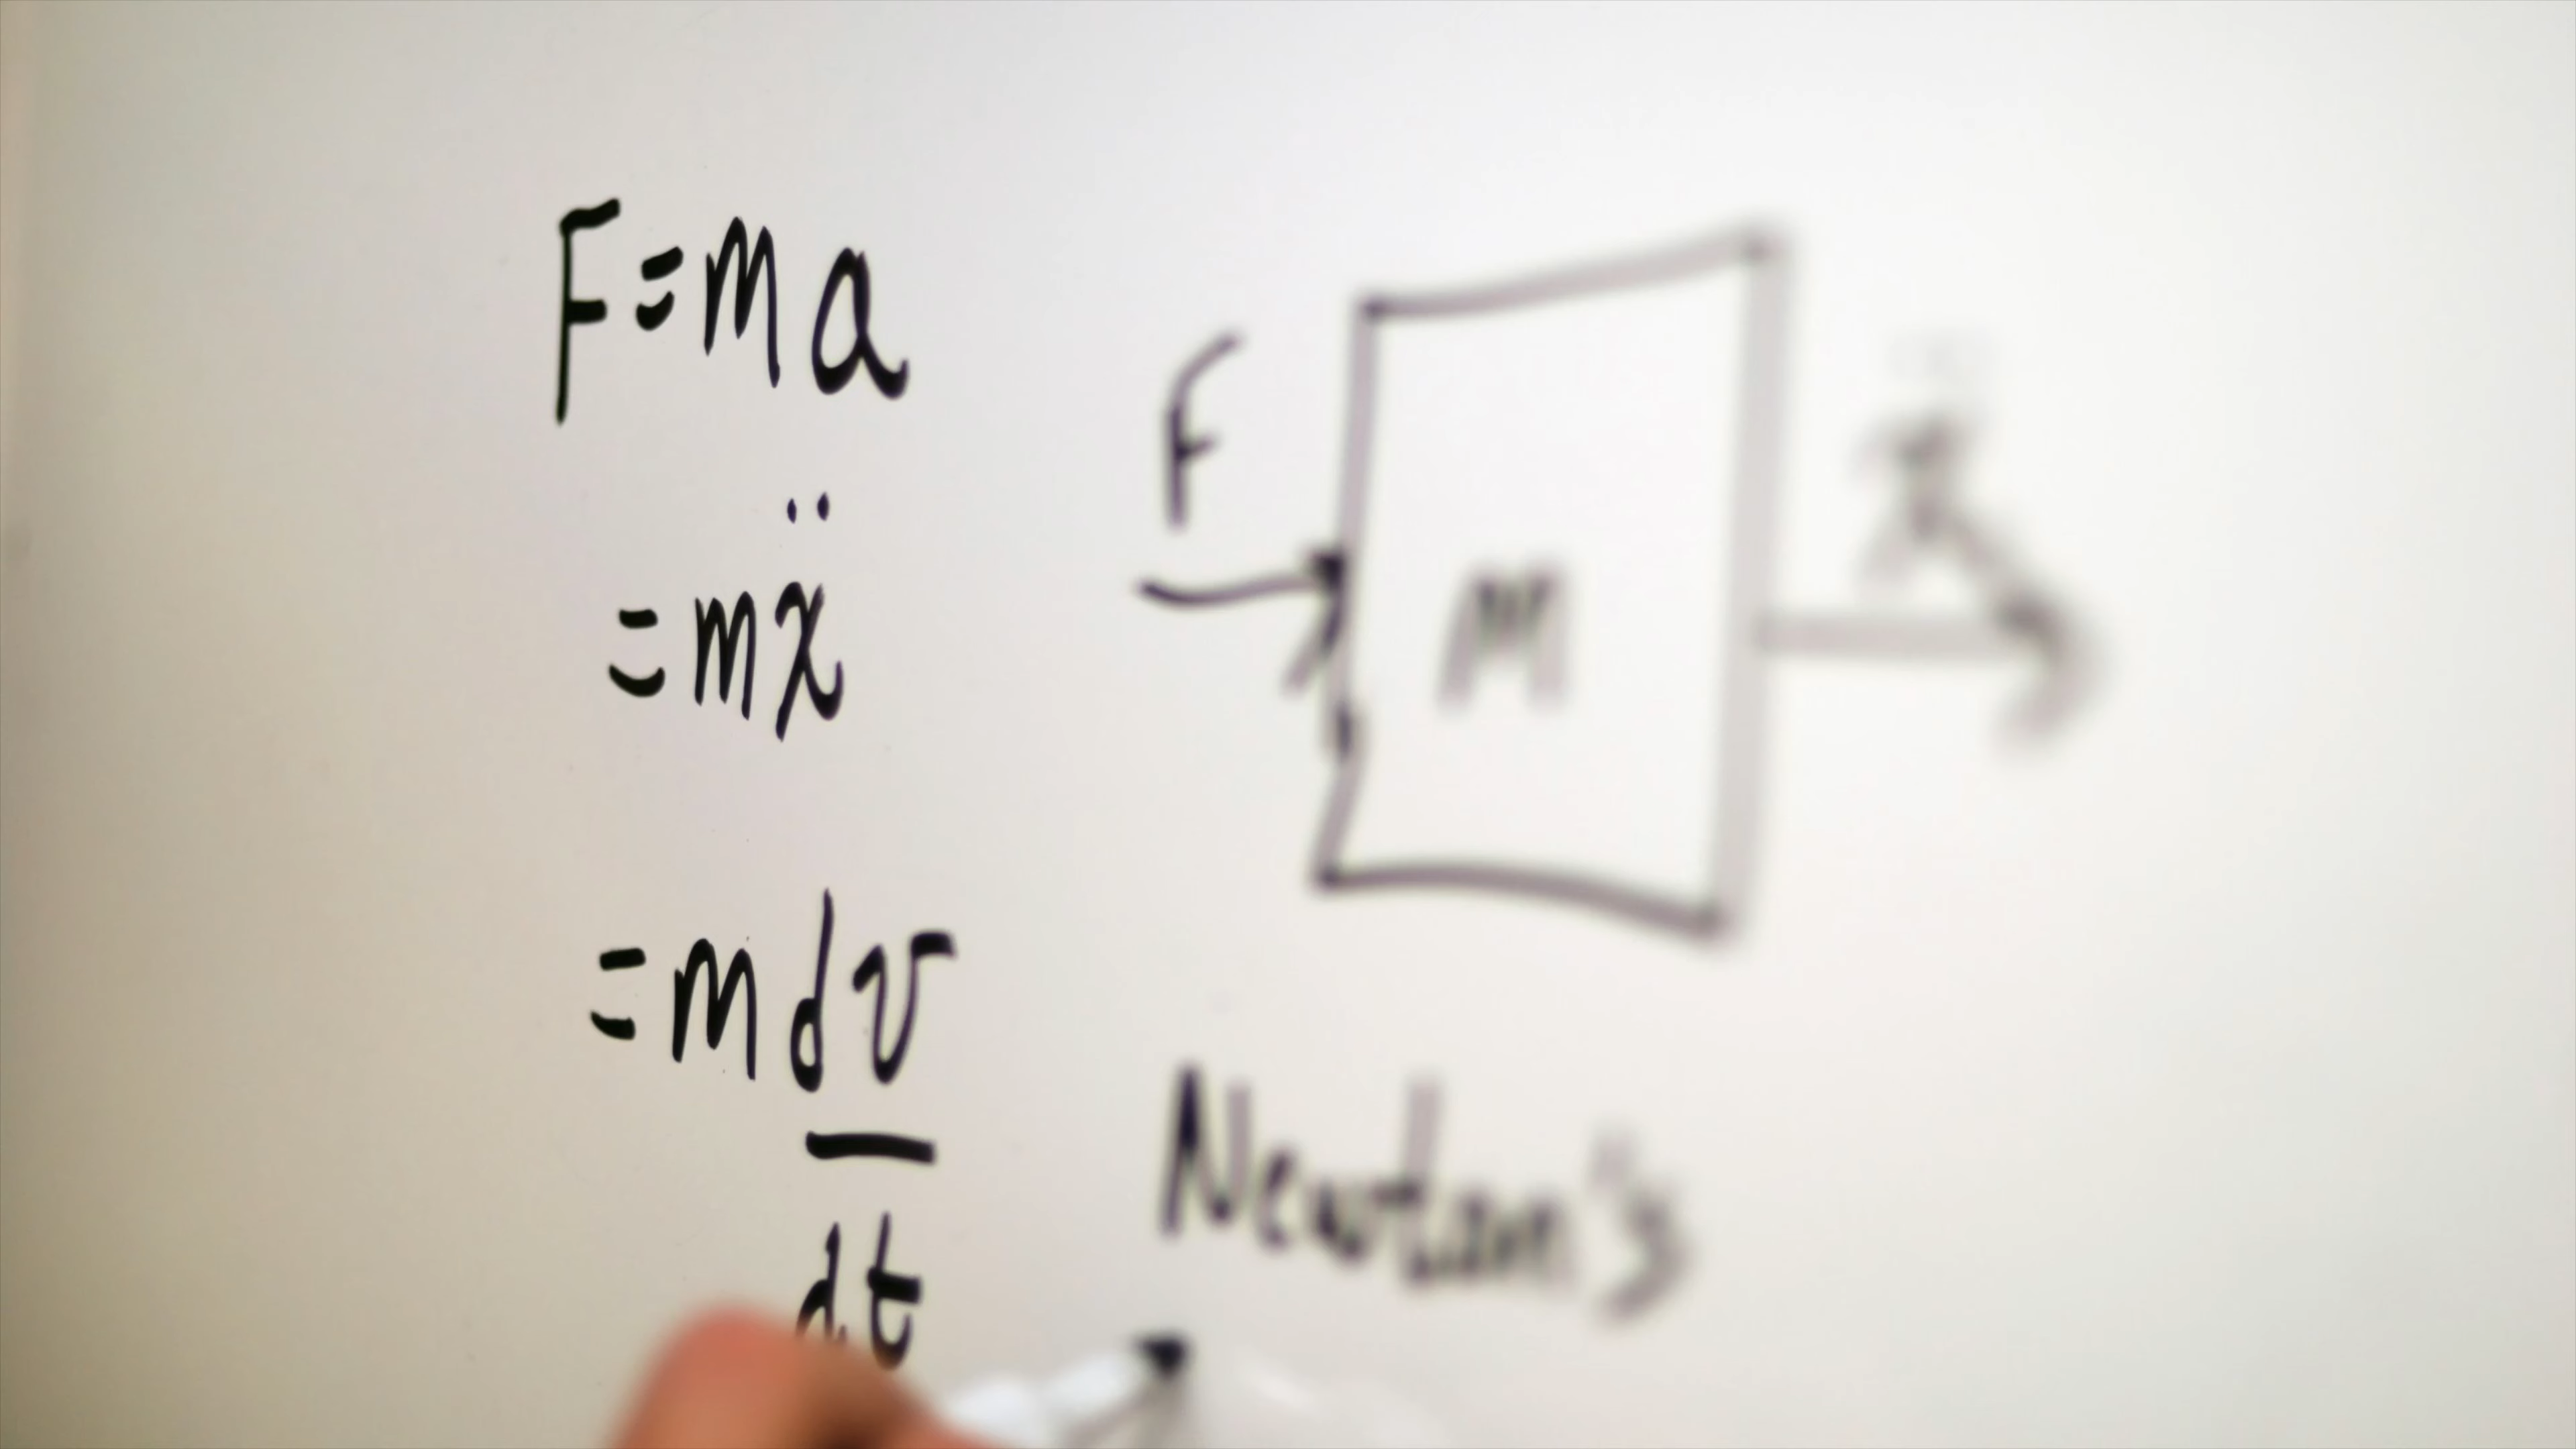 F=ma
=mẍ
=m dv
dt
F
m
Newton's